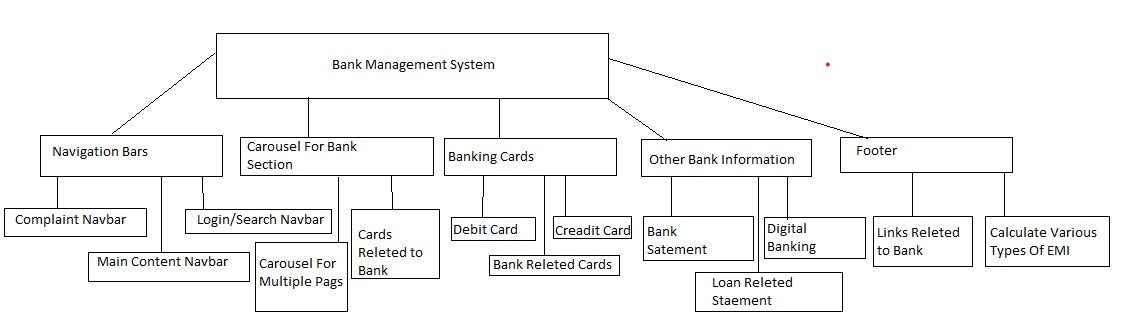 Bank Management System
Navigation Bars
Carousel For Bank
Section
Banking Cards
Other Bank Information
Footer
Complaint Navbar
Login/Search Navbar
Main Content Navbar
Carousel For
Multiple Pags
Cards
Releted to
Bank
Debit Card
Creadit Card
Bank Releted Cards
Bank
Satement
Digital
Banking
Loan Releted
Staement
Links Releted
to Bank
Calculate Various
Types Of EMI